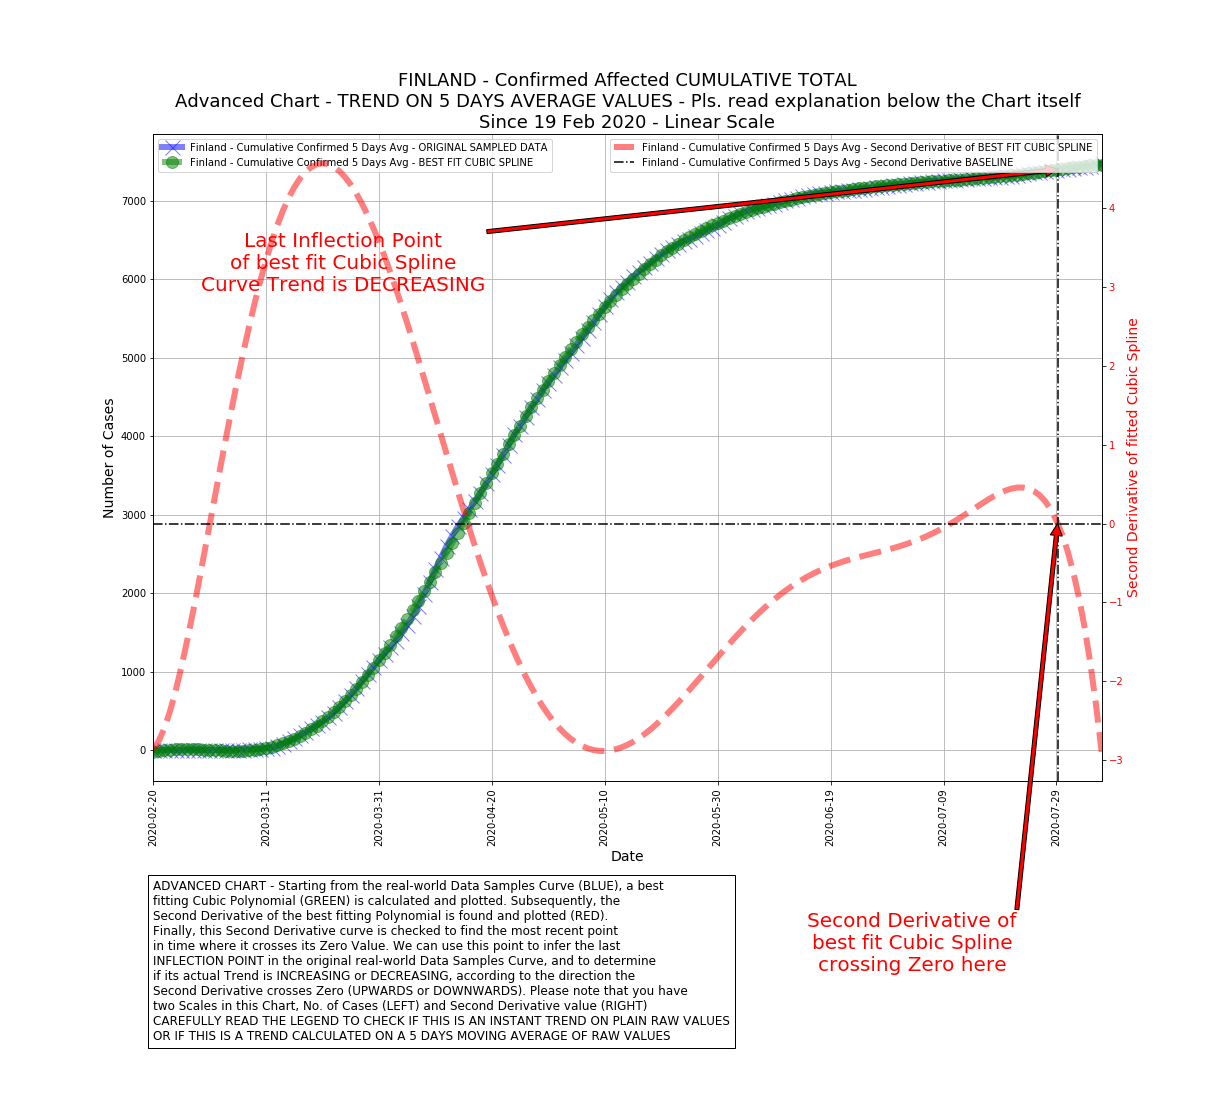 FINLAND - Confirmed Affected CUMULATIVE TOTAL
Advanced Chart - TREND ON 5 DAYS AVERAGE VALUES - Pls. read explanation below the Chart itself
Since 19 Feb 2020 - Linear Scale
Finland - Cumulative Confirmed 5 Days Avg - ORIGINAL SAMPLED DATA
Finland - Cumulative Confirmed 5 Days Avg - BEST FIT CUBIC SPLINE
Finland - Cumulative Confirmed 5 Days Avg - Second Derivative of BEST FIT CUBIC SPLINE
Finland - Cumulative Confirmed 5 Days Avg - Second Derivative BASELINE
Last Inflection Point
of best fit Cubic Spline
Curve Trend is DECREASING
Number of Cases
7000
6000
5000
4000
3000
2000
1000
0
4
3
2
1
0
−1
−2
−3
Second Derivative of fitted Cubic Spline
2020-02-20
2020-03-11
2020-03-31
2020-04-20
2020-05-10
2020-05-30
2020-06-19
2020-07-09
2020-07-29
Date
ADVANCED CHART - Starting from the real-world Data Samples Curve (BLUE), a best
fitting Cubic Polynomial (GREEN) is calculated and plotted. Subsequently, the
Second Derivative of the best fitting Polynomial is found and plotted (RED).
Finally, this Second Derivative curve is checked to find the most recent point
in time where it crosses its Zero Value. We can use this point to infer the last
INFLECTION POINT in the original real-world Data Samples Curve, and to determine
if its actual Trend is INCREASING or DECREASING, according to the direction the
Second Derivative crosses Zero (UPWARDS or DOWNWARDS). Please note that you have
two Scales in this Chart, No. of Cases (LEFT) and Second Derivative value (RIGHT)
CAREFULLY READ THE LEGEND TO CHECK IF THIS IS AN INSTANT TREND ON PLAIN RAW VALUES
OR IF THIS IS A TREND CALCULATED ON A 5 DAYS MOVING AVERAGE OF RAW VALUES
Second Derivative of
best fit Cubic Spline
crossing Zero here